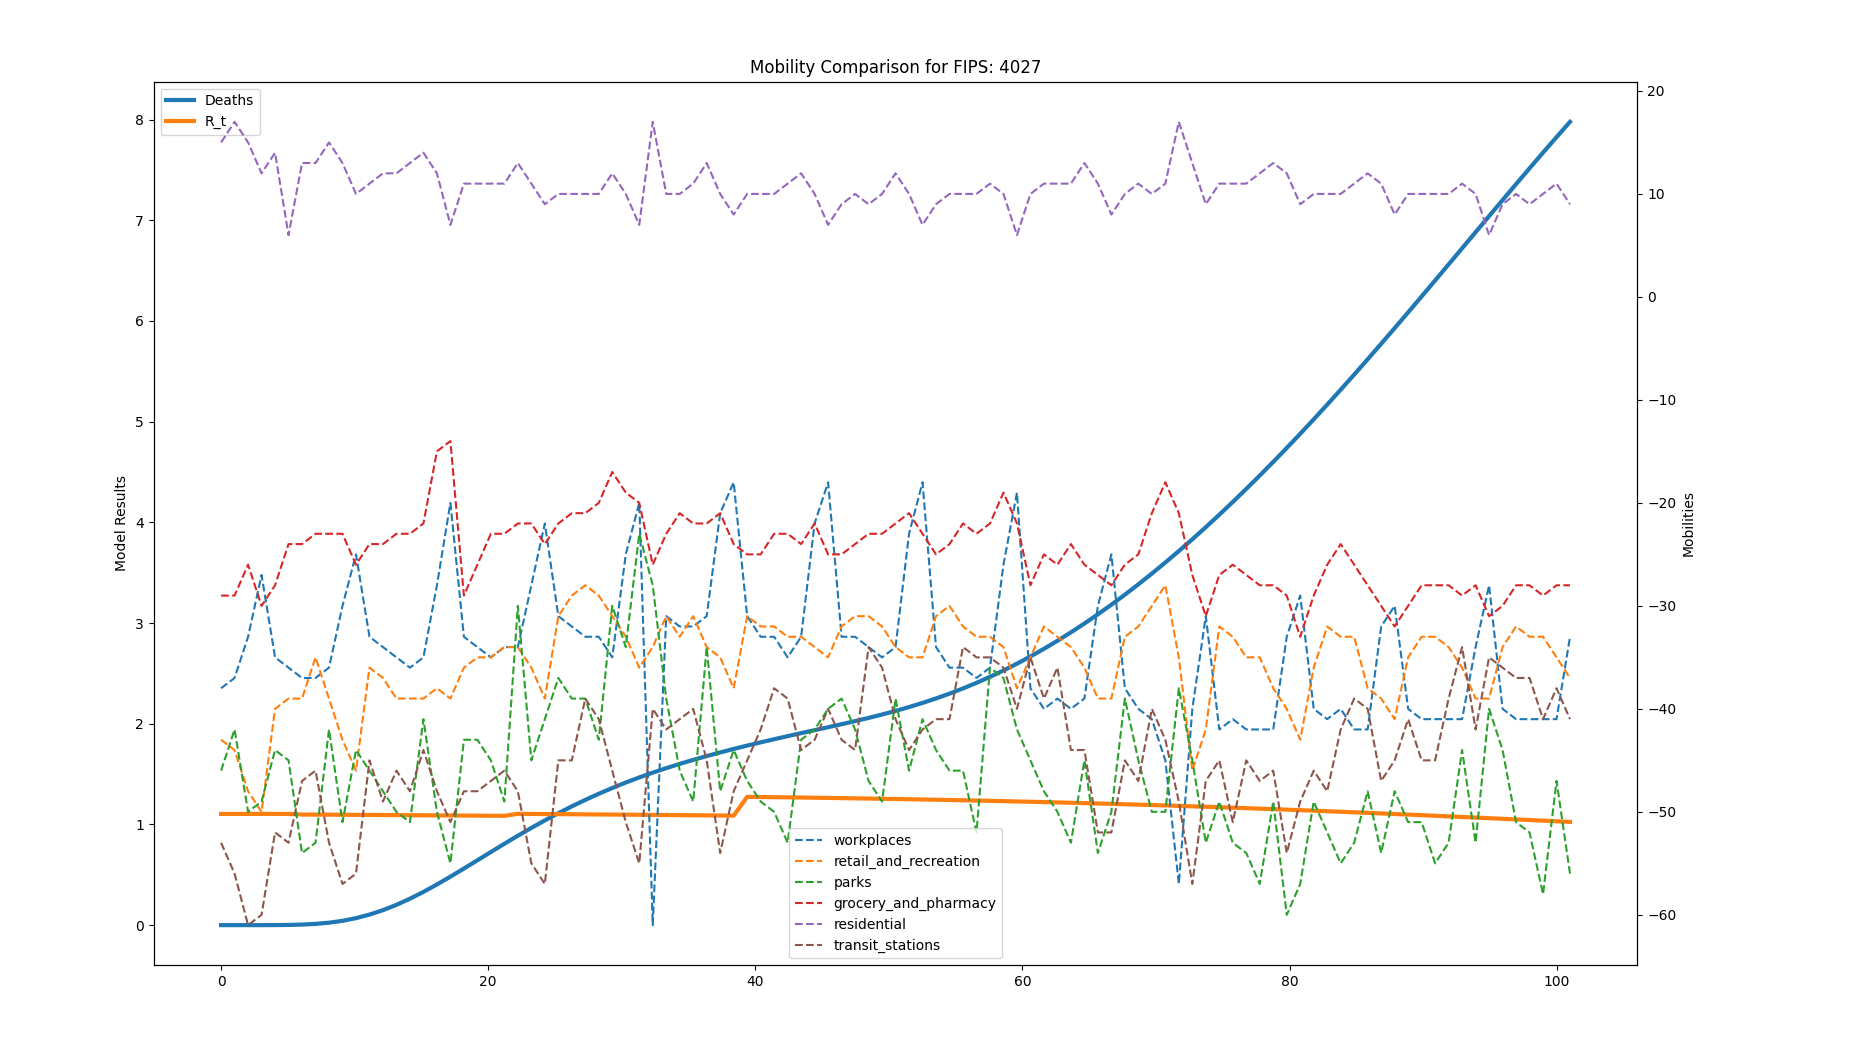 Mobility Comparison for FIPS: 4027
Deaths
R_t
8
7
6
5
4
3
2
1
0
Model Results
20
10
0
−10
−20
−30
−40
−50
−60
Mobilities
workplaces
retail_and_recreation
parks
grocery_and_pharmacy
residential
transit_stations
0 20 40 60 80 100